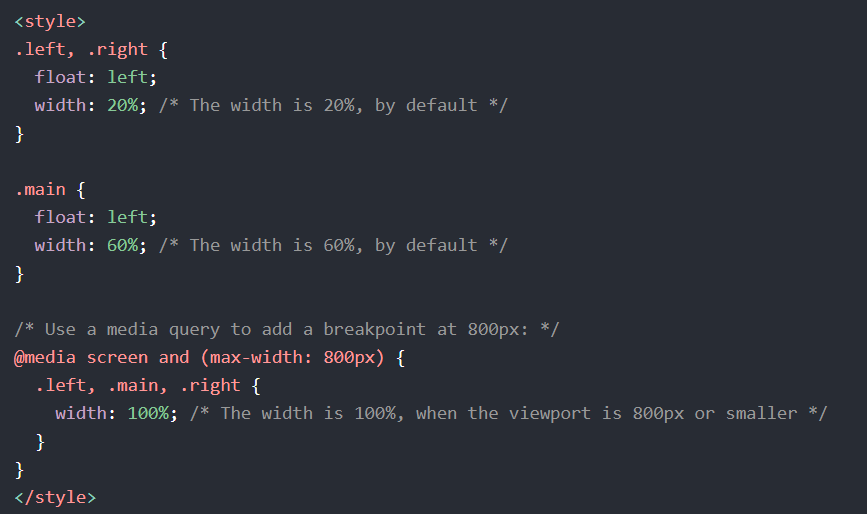 <style>
.left, .right {
  float: left;
  width: 20%; /* The width is 20%, by default */
}

.main {
  float: left;
  width: 60%; /* The width is 60%, by default */
}

/* Use a media query to add a breakpoint at 800px: */
@media screen and (max-width: 800px) {
  .left, .main, .right {
    width: 100%; /* The width is 100%, when the viewport is 800px or smaller */
  }
}
</style>